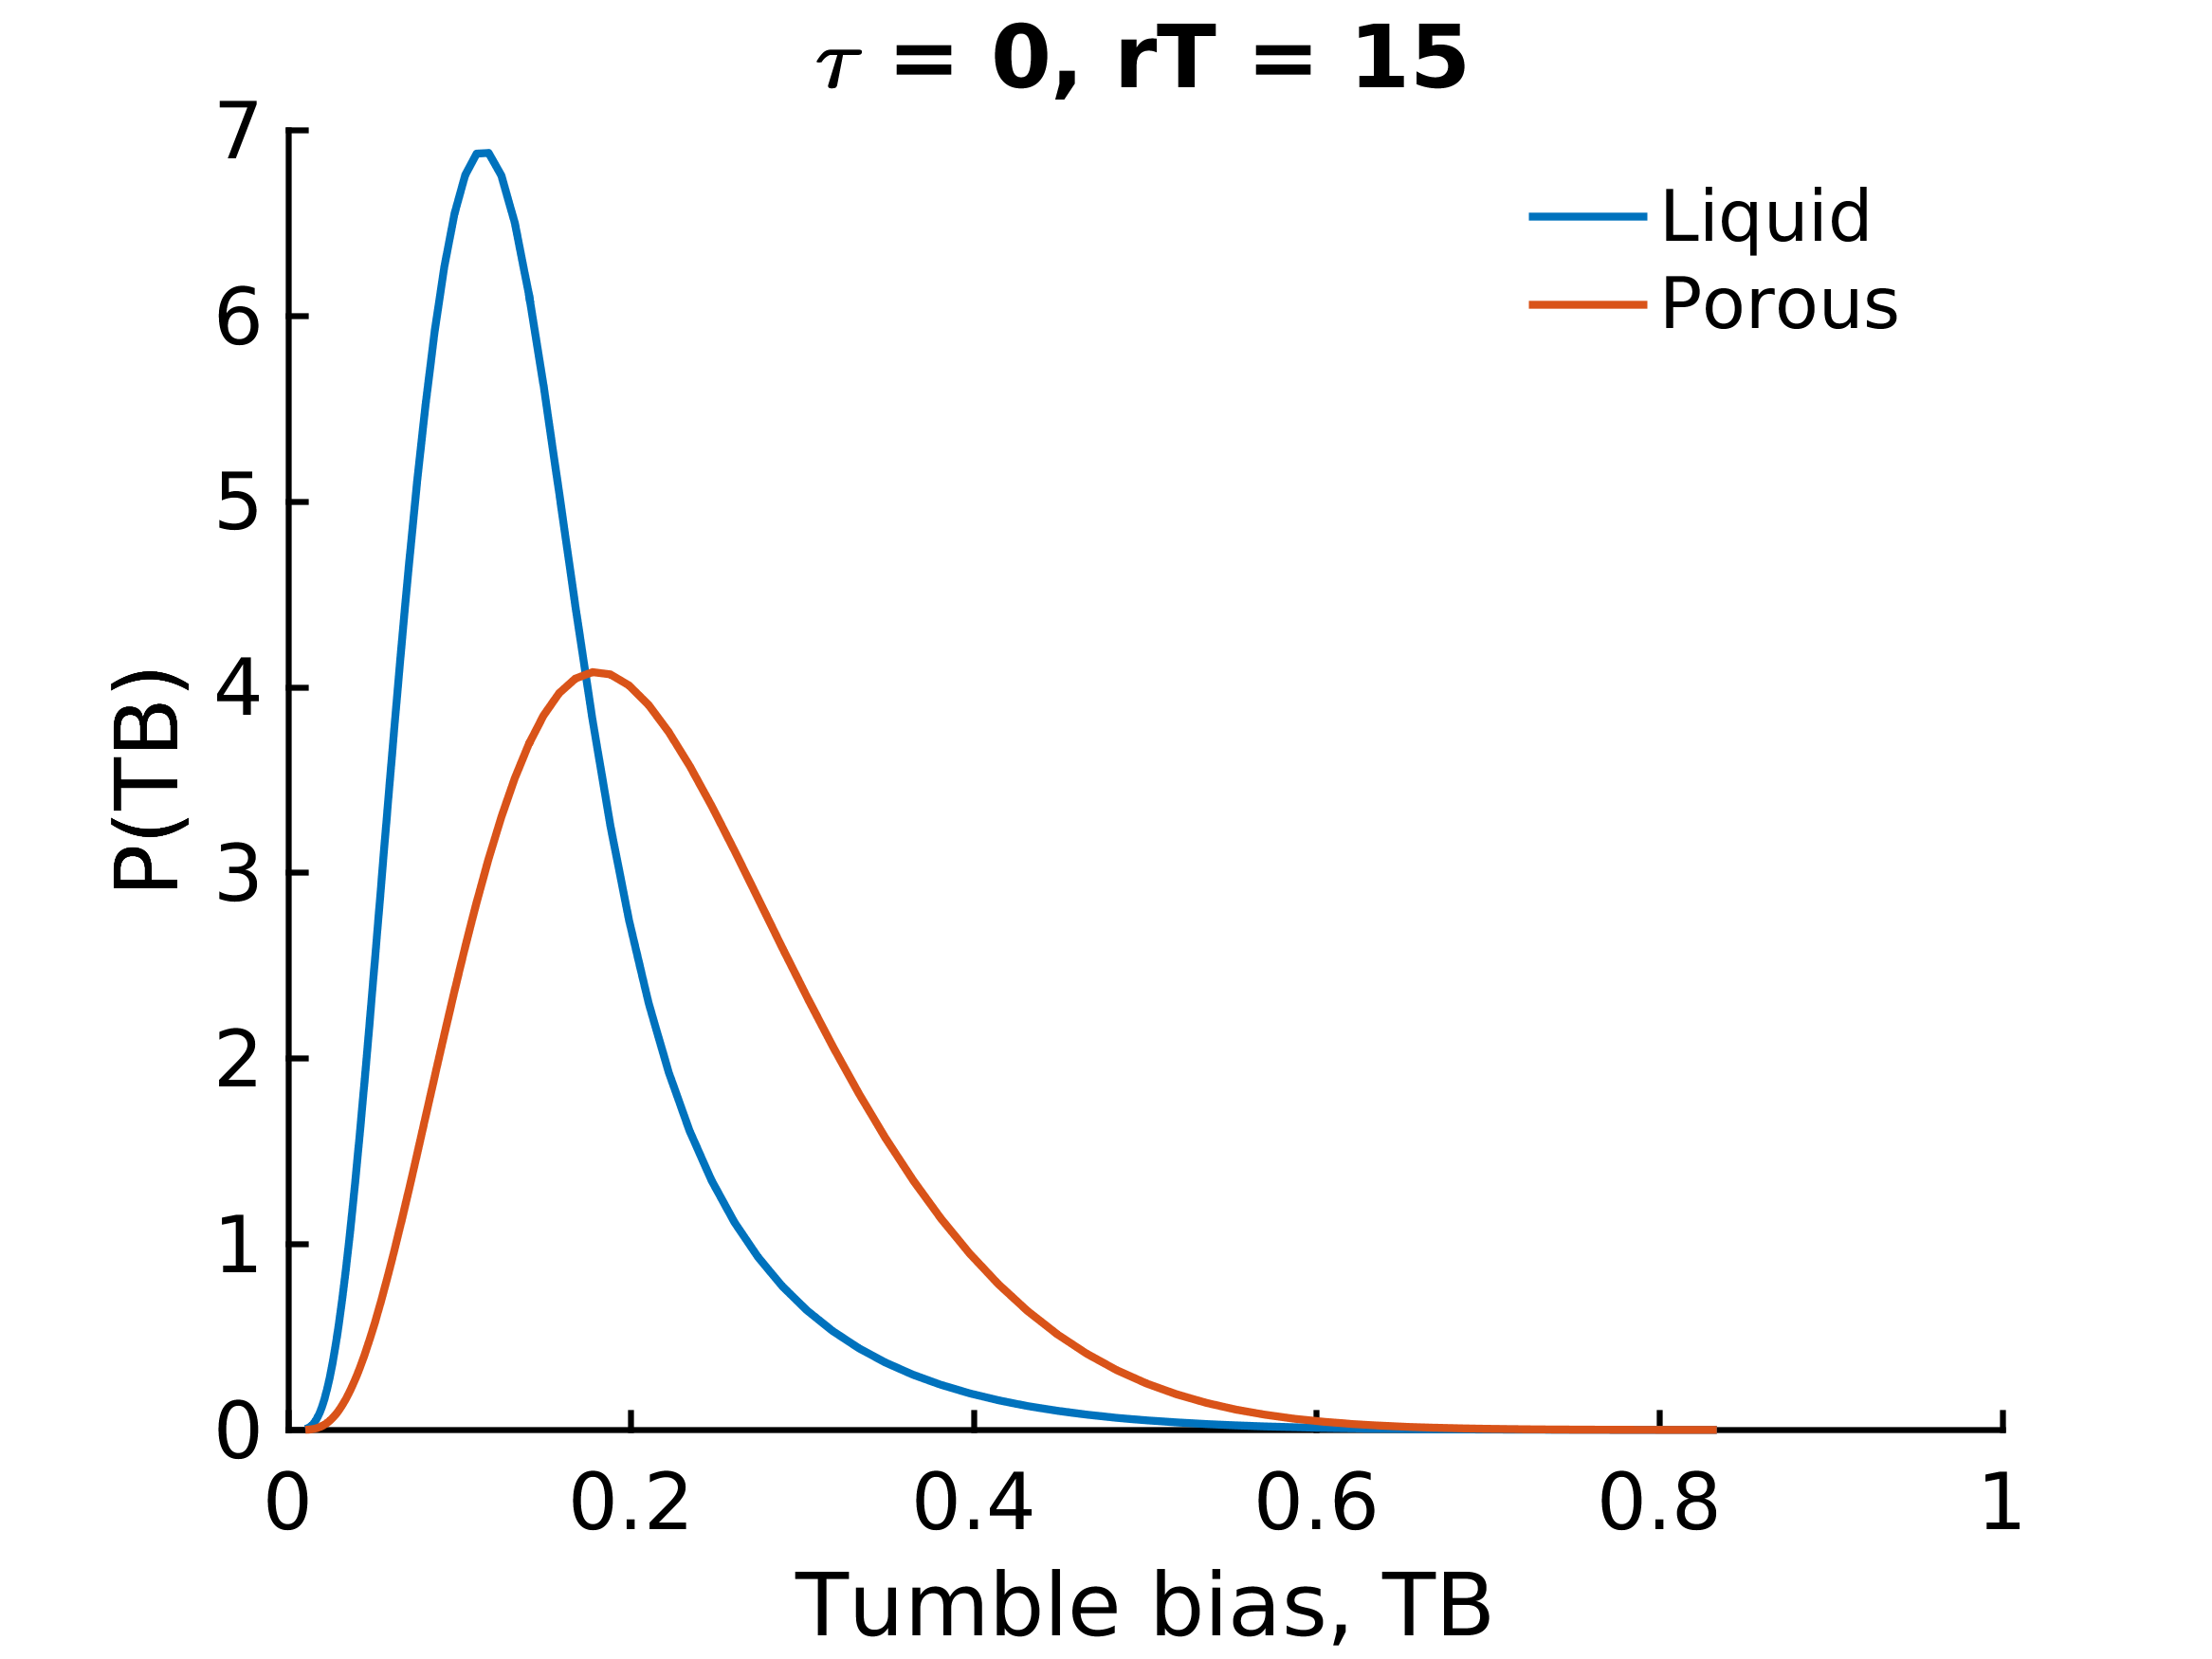 τ = 0, rT = 15
Liquid
Porous
P(TB)
7
6
5
4
3
2
1
0
0 0.2 0.4 0.6 0.8 1
Tumble bias, TB